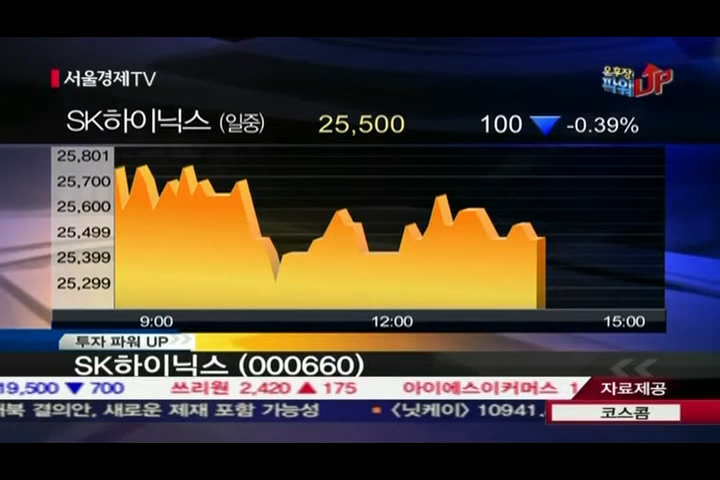 서울경제TV
오후장! 파워UP
SK하이닉스 (일중) 25,500 100 ▼ -0.39%
25,801
25,700
25,600
25,499
25,399
25,299
9:00 12:00 15:00
투자 파워 UP
SK하이닉스 (000660)
19,500 ▼ 700 쓰리원 2,420 ▲ 175 아이에스이커머스 1
자료제공
대북 결의안, 새로운 제재 포함 가능성 ▪ <닛케이> 10941.
코스콤